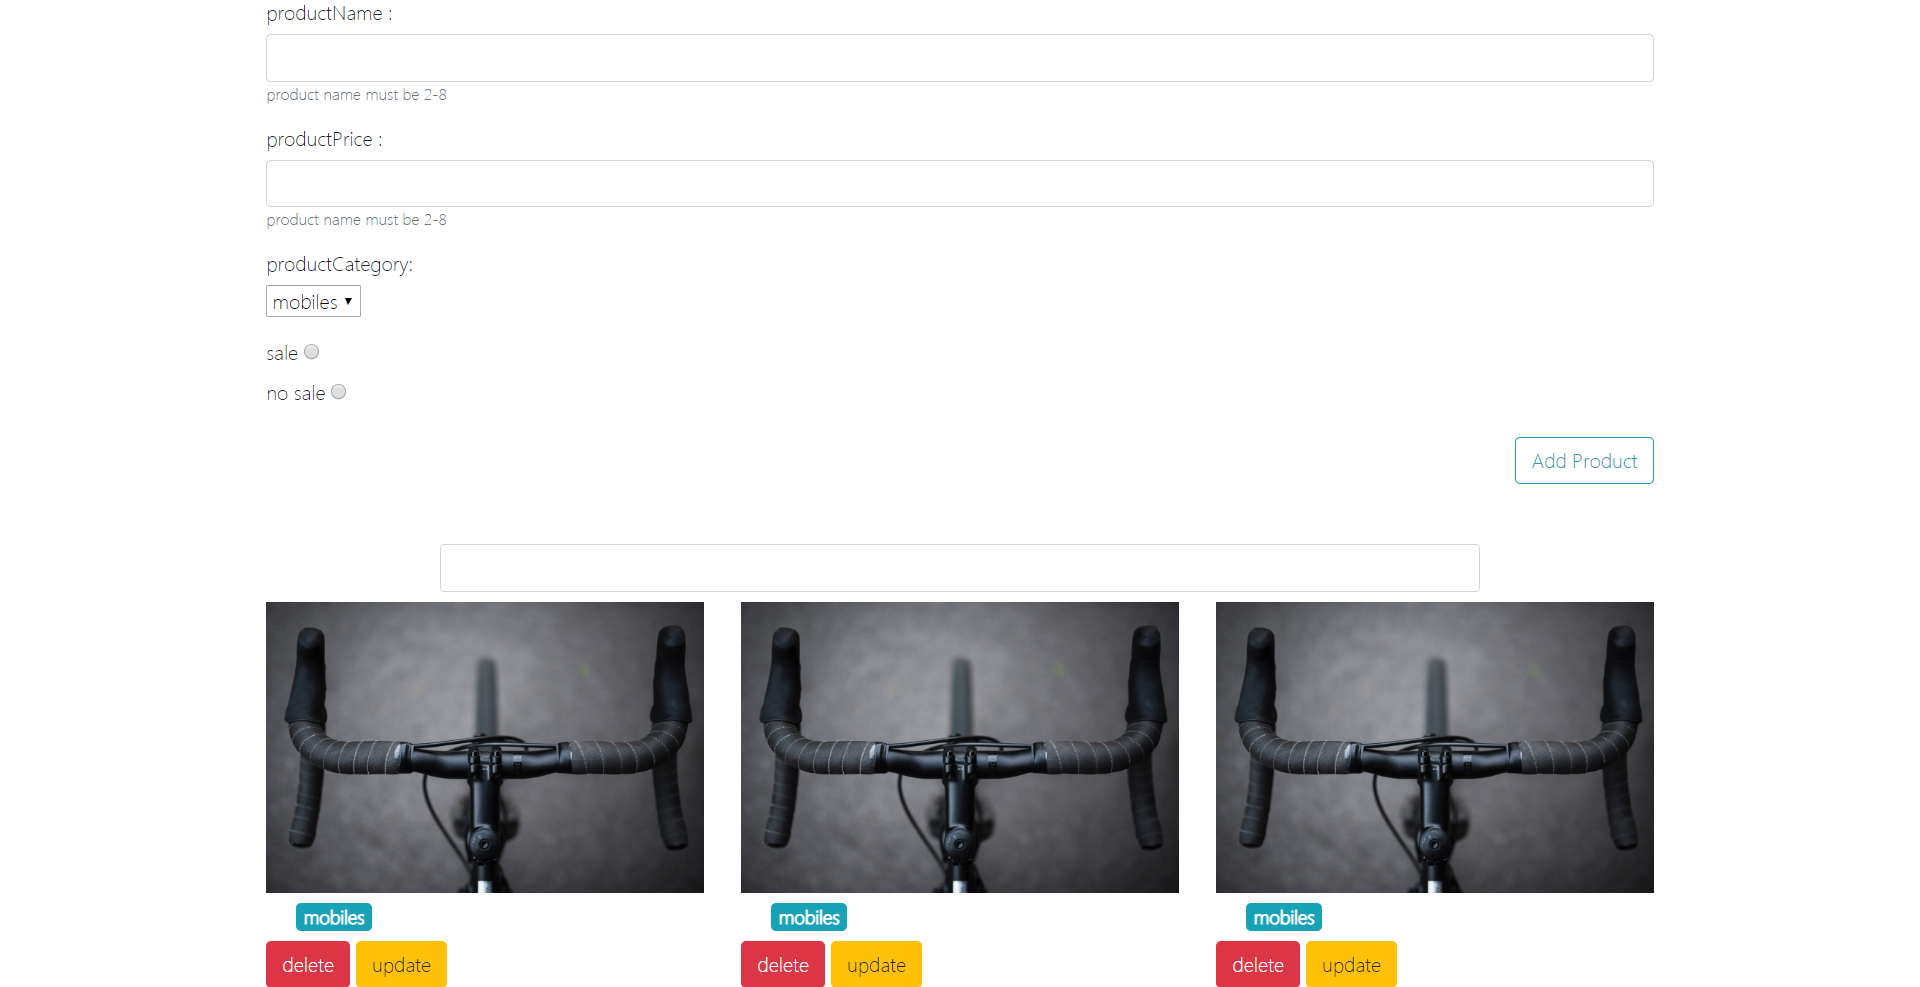 productName :
product name must be 2-8
productPrice :
product name must be 2-8
productCategory:
mobiles
sale
no sale
Add Product
mobiles mobiles mobiles
delete update delete update delete update